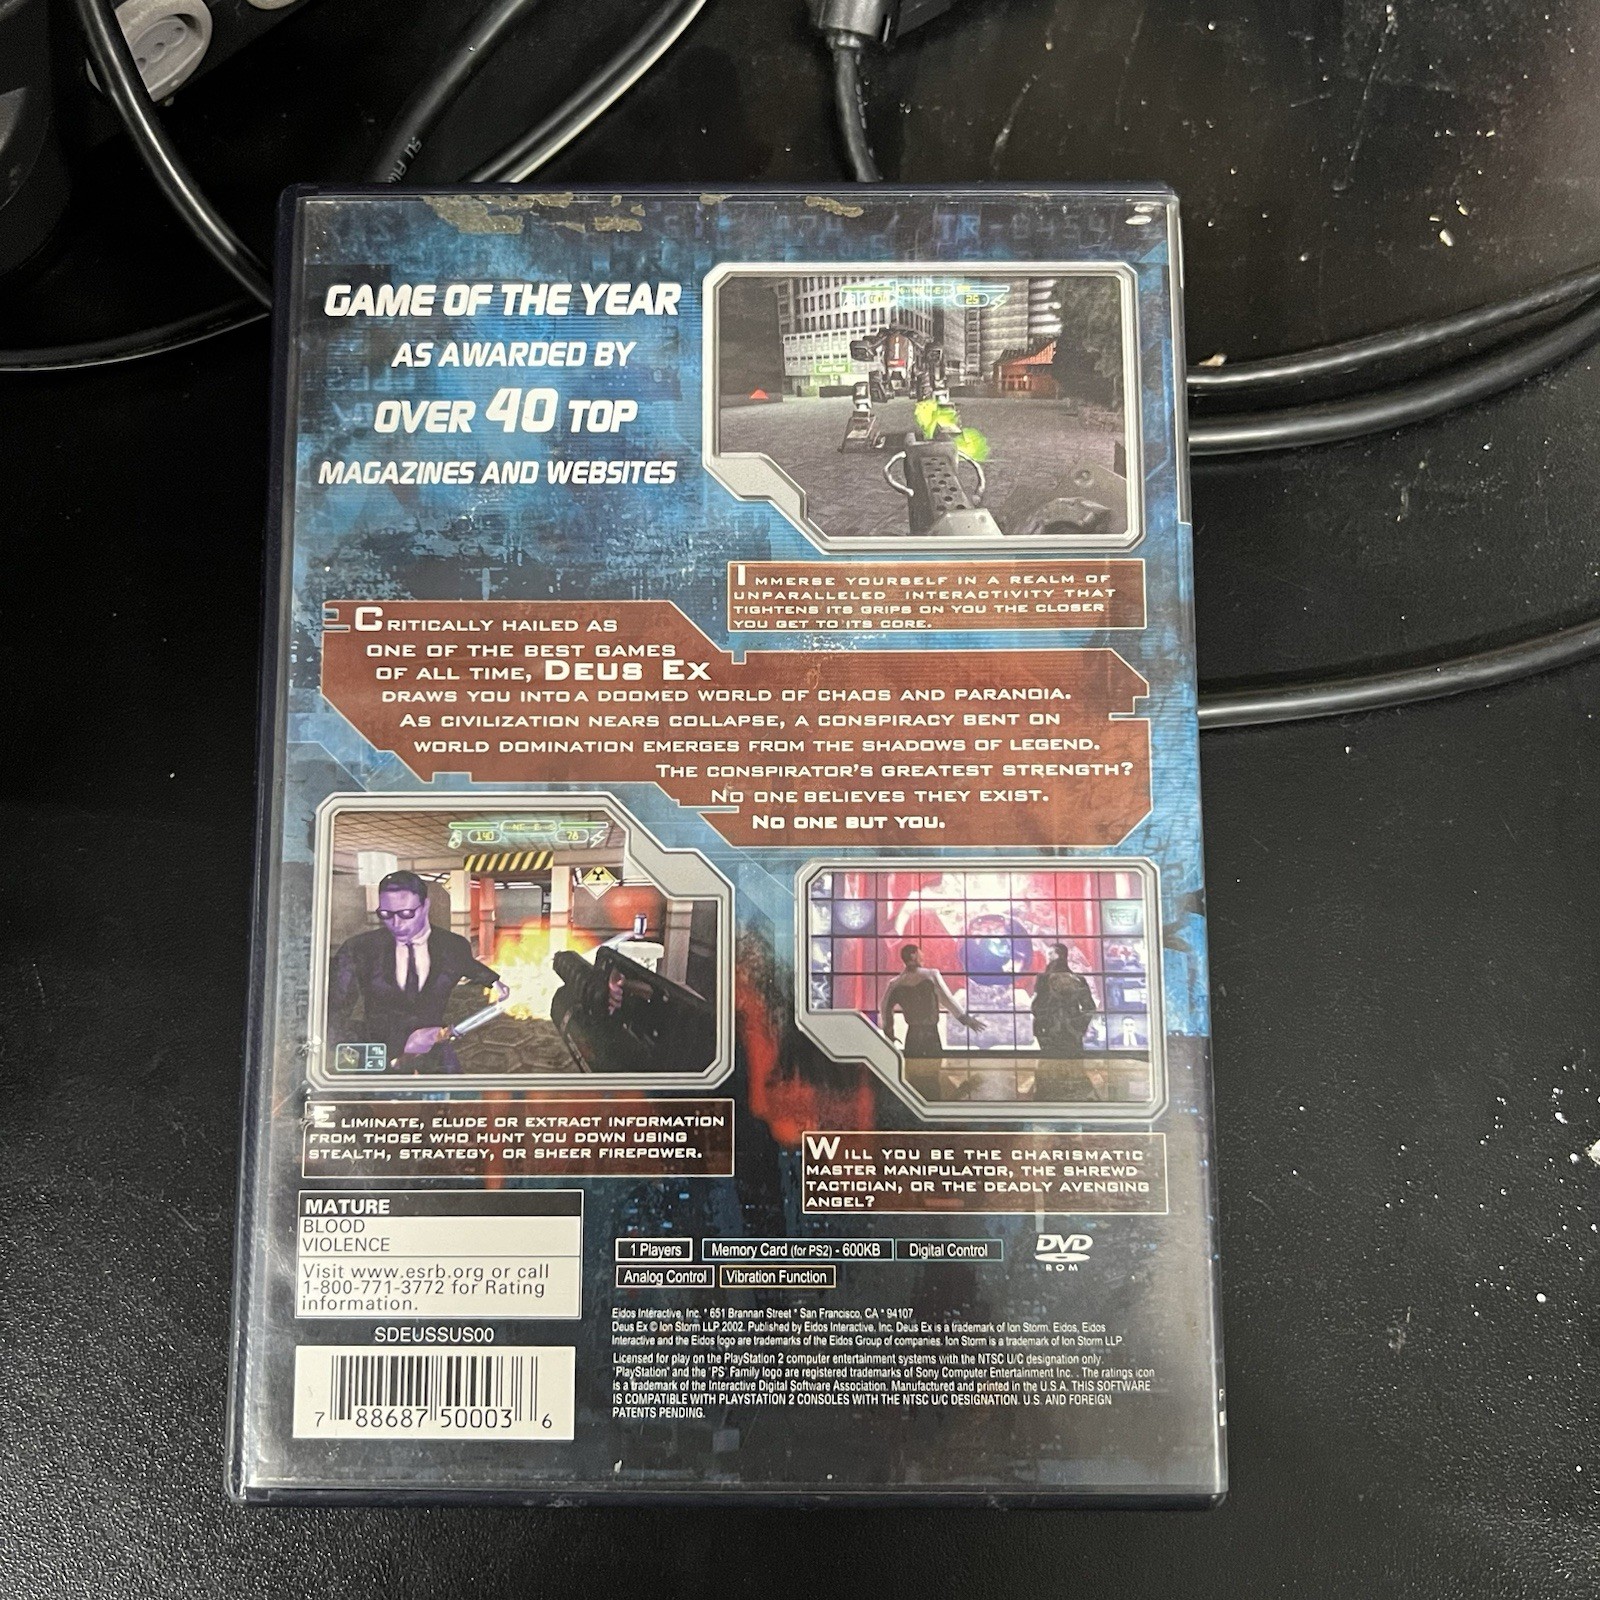 GAME OF THE YEAR
AS AWARDED BY
OVER 40 TOP
MAGAZINES AND WEBSITES
IMMERSE YOURSELF IN A REALM OF
UNPARALLELED INTERACTIVITY THAT
TIGHTENS ITS GRIPS ON YOU THE CLOSER
YOU GET TO ITS CORE.
CRITICALLY HAILED AS
ONE OF THE BEST GAMES
OF ALL TIME, DEUS EX
DRAWS YOU INTO A DOOMED WORLD OF CHAOS AND PARANOIA.
AS CIVILIZATION NEARS COLLAPSE, A CONSPIRACY BENT ON
WORLD DOMINATION EMERGES FROM THE SHADOWS OF LEGEND.
THE CONSPIRATOR'S GREATEST STRENGTH?
NO ONE BELIEVES THEY EXIST.
NO ONE BUT YOU.
140
78
ELIMINATE, ELUDE OR EXTRACT INFORMATION
FROM THOSE WHO HUNT YOU DOWN USING
STEALTH, STRATEGY, OR SHEER FIREPOWER.
WILL YOU BE THE CHARISMATIC
MASTER MANIPULATOR, THE SHREWD
TACTICIAN, OR THE DEADLY AVENGING
ANGEL?
MATURE
BLOOD
VIOLENCE
Visit www.esrb.org or call
1-800-771-3772 for Rating
information.
SDEUSSUS00
7 88687 50003 6
1 Players
Memory Card (for PS2) - 600KB
Digital Control
Analog Control
Vibration Function
DVD
ROM
Eidos Interactive, Inc. * 651 Brannan Street * San Francisco, CA * 94107
Deus Ex © Ion Storm LLP 2002. Published by Eidos Interactive, Inc. Deus Ex is a trademark of Ion Storm. Eidos, Eidos
Interactive and the Eidos logo are trademarks of the Eidos Group of companies. Ion Storm is a trademark of Ion Storm LLP.
Licensed for play on the PlayStation 2 computer entertainment systems with the NTSC U/C designation only.
"PlayStation" and the "PS" Family logo are registered trademarks of Sony Computer Entertainment Inc. . The ratings icon
is a trademark of the Interactive Digital Software Association. Manufactured and printed in the U.S.A. THIS SOFTWARE
IS COMPATIBLE WITH PLAYSTATION 2 CONSOLES WITH THE NTSC U/C DESIGNATION. U.S. AND FOREIGN
PATENTS PENDING.